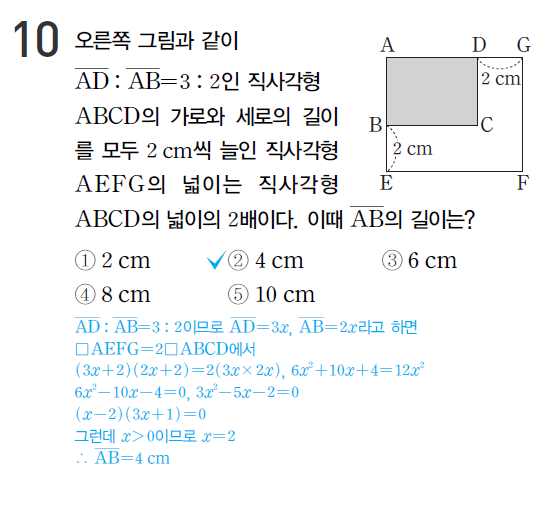 10 오른쪽 그림과 같이
AD : AB=3 : 2인 직사각형
ABCD의 가로와 세로의 길이
를 모두 2 cm씩 늘인 직사각형
AEFG의 넓이는 직사각형
ABCD의 넓이의 2배이다. 이때 AB의 길이는?
A D G
2 cm
B C
2 cm
E F
① 2 cm ② 4 cm ③ 6 cm
④ 8 cm ⑤ 10 cm
AD : AB=3 : 2이므로 AD=3x, AB=2x라고 하면
□AEFG=2□ABCD에서
(3x+2)(2x+2)=2(3x×2x), 6x²+10x+4=12x²
6x²-10x-4=0, 3x²-5x-2=0
(x-2)(3x+1)=0
그런데 x>0이므로 x=2
∴ AB=4 cm